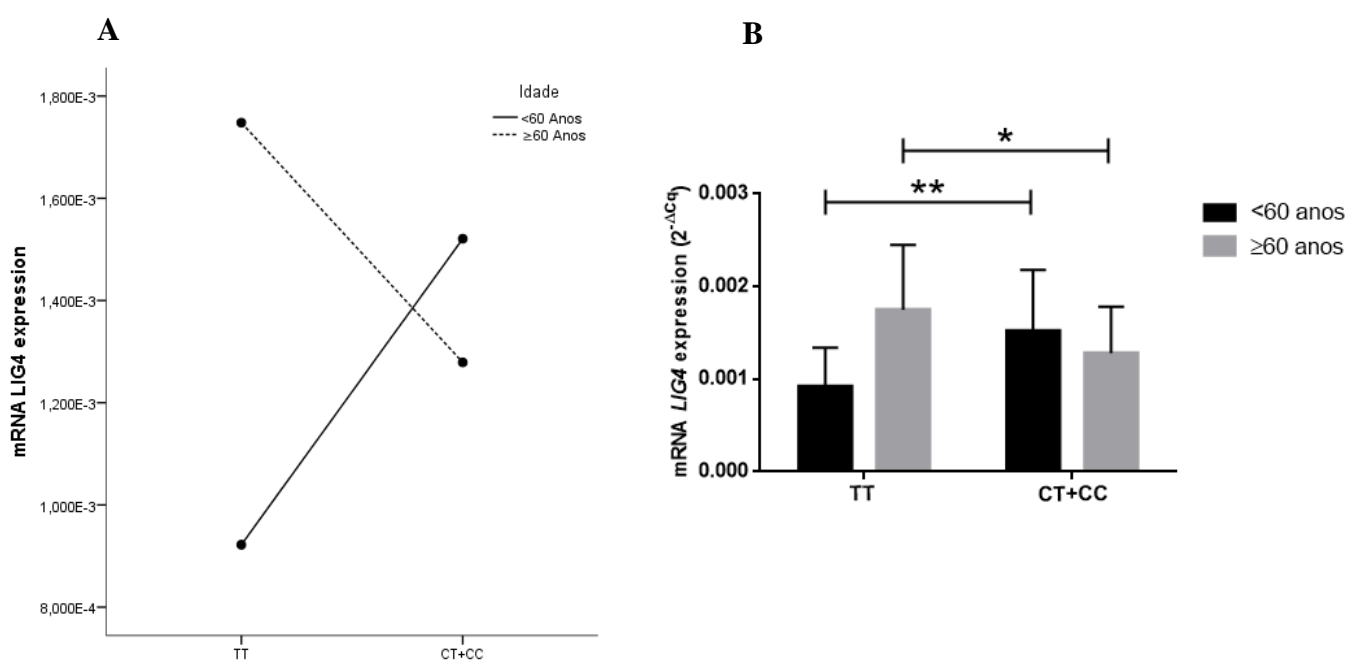 A
mRNA LIG4 expression
1,800E-3
1,600E-3
1,400E-3
1,200E-3
1,000E-3
8,000E-4
TT
CT+CC
Idade
<60 Anos
≥60 Anos
B
mRNA LIG4 expression (2^-ΔCq)
0.003
0.002
0.001
0.000
**
*
TT
CT+CC
<60 anos
≥60 anos